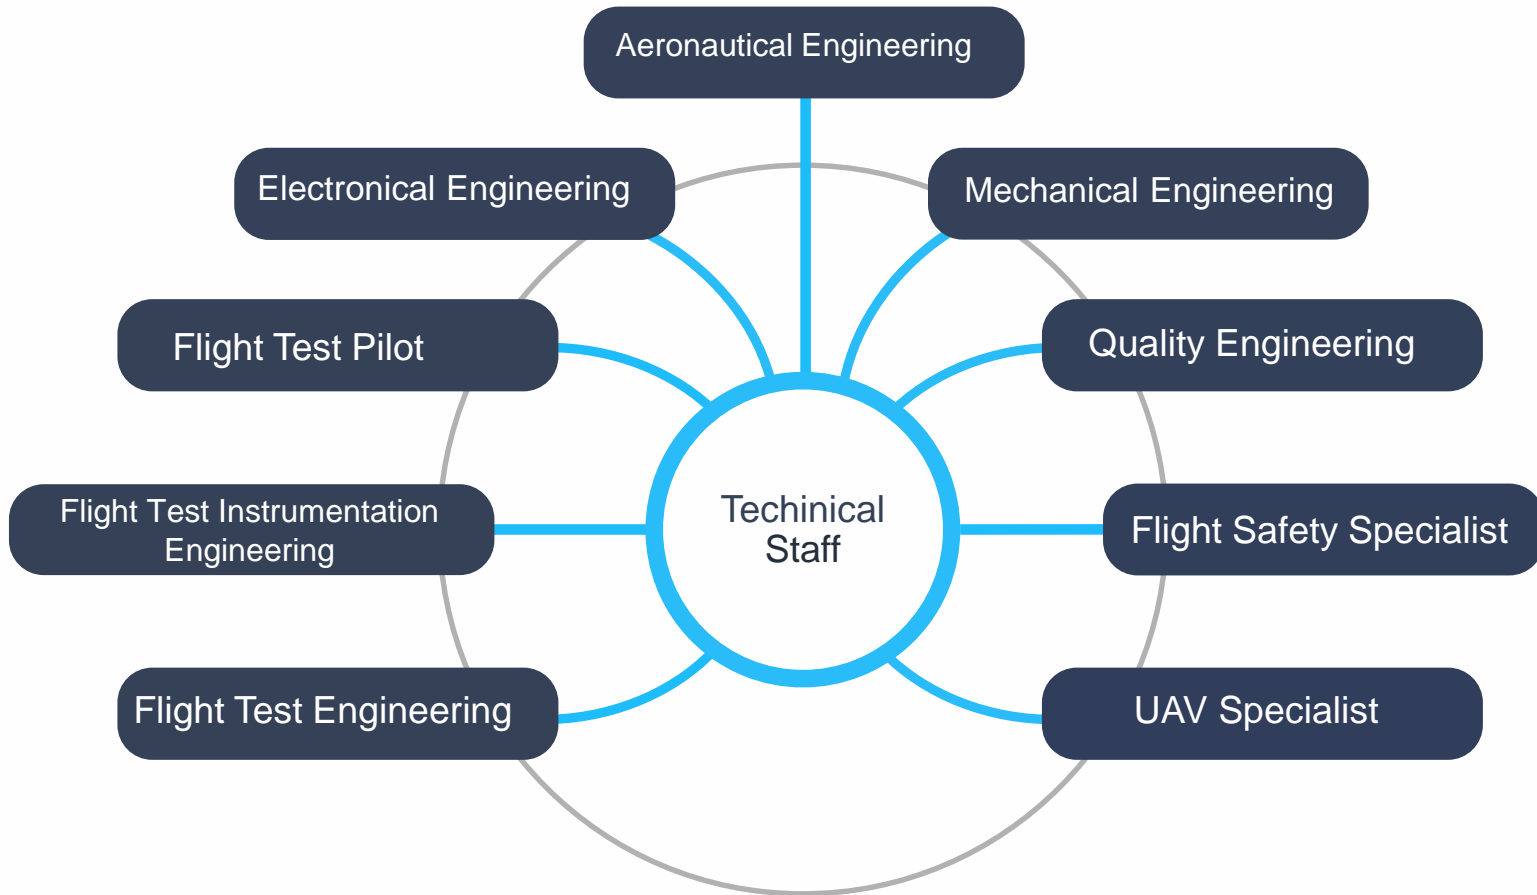 Aeronautical Engineering
Electronical Engineering
Mechanical Engineering
Flight Test Pilot
Quality Engineering
Flight Test Instrumentation
Engineering
Techinical
Staff
Flight Safety Specialist
Flight Test Engineering
UAV Specialist